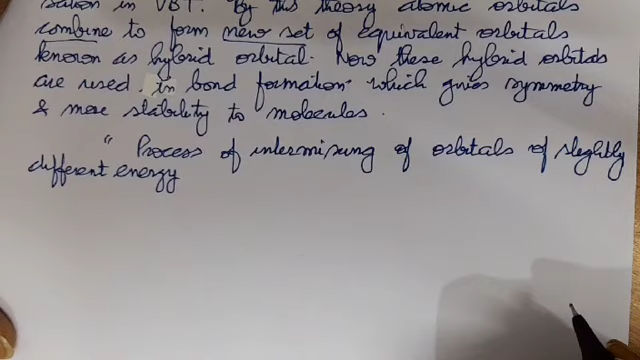 sation in VBT. By this theory atomic orbitals
combine to form new set of equivalent orbitals
known as hybrid orbital. Now these hybrid orbitals
are used in bond formation which gives symmetry
& more stability to molecules.
" Process of intermixing of orbitals of slightly
different energy